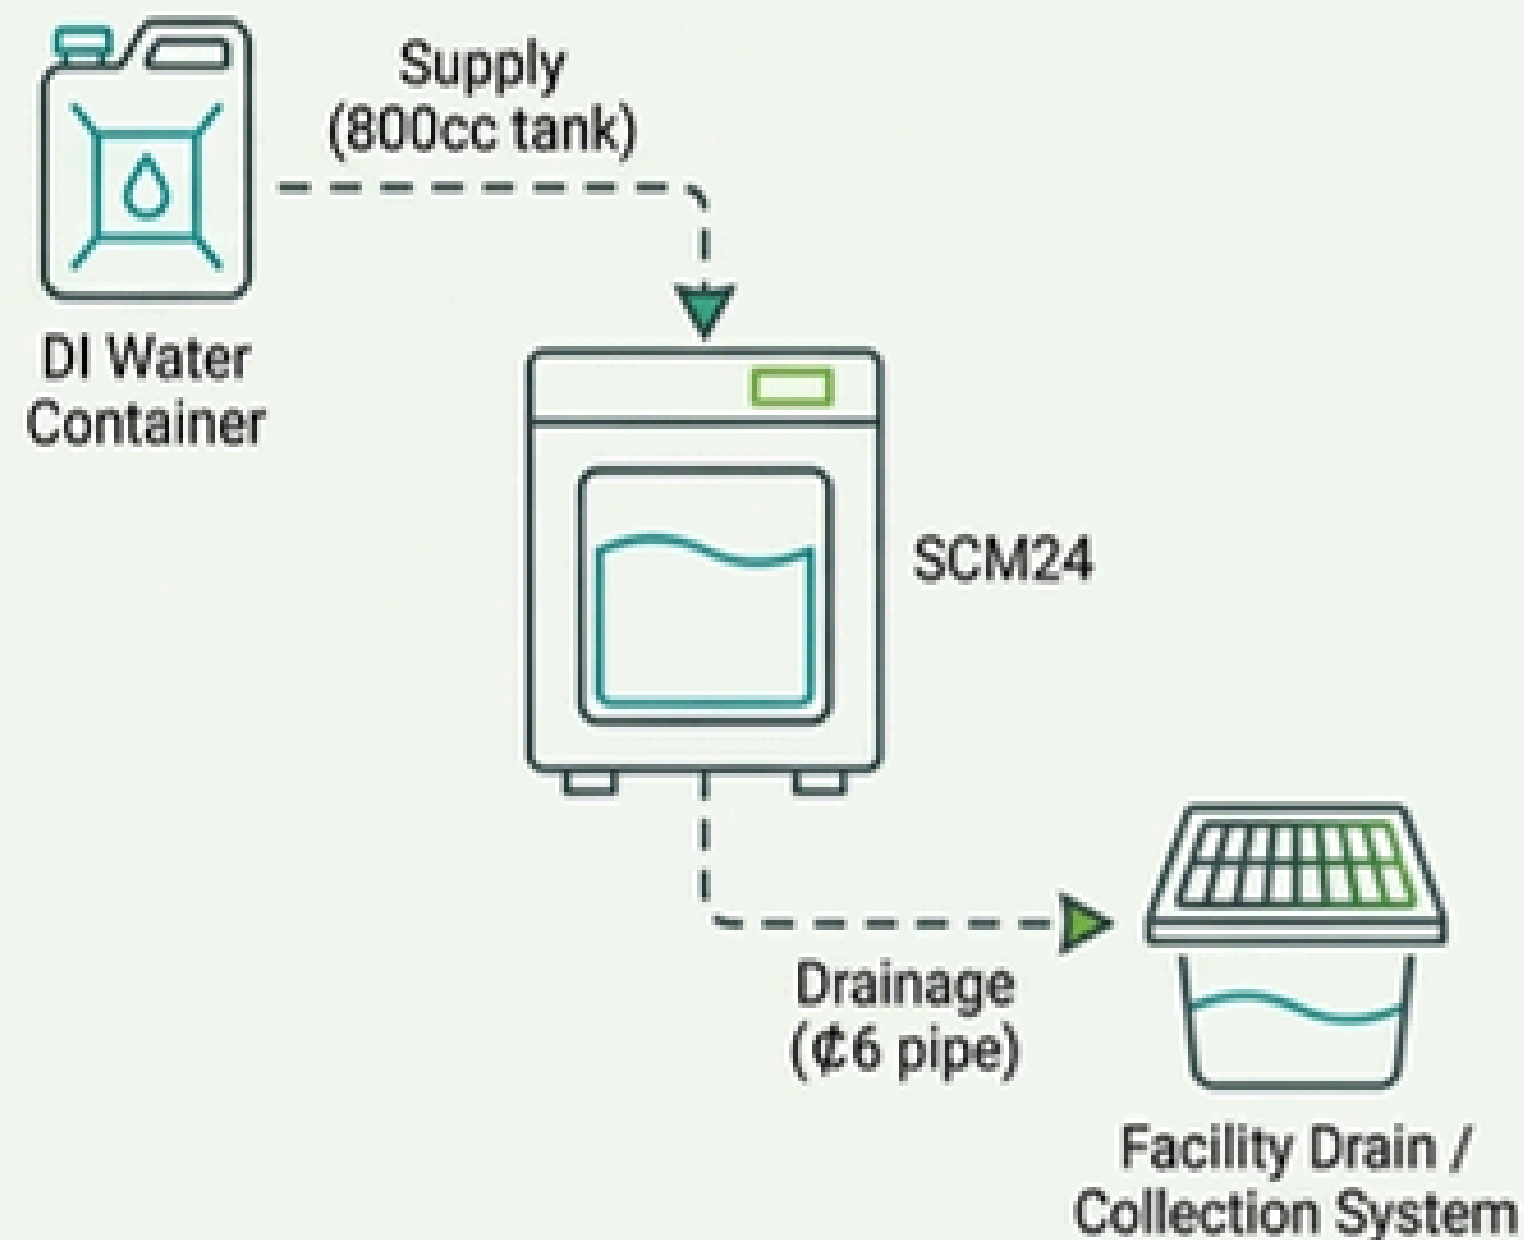 Supply
(800cc tank)
DI Water
Container
SCM24
Drainage
(₵6 pipe)
Facility Drain /
Collection System